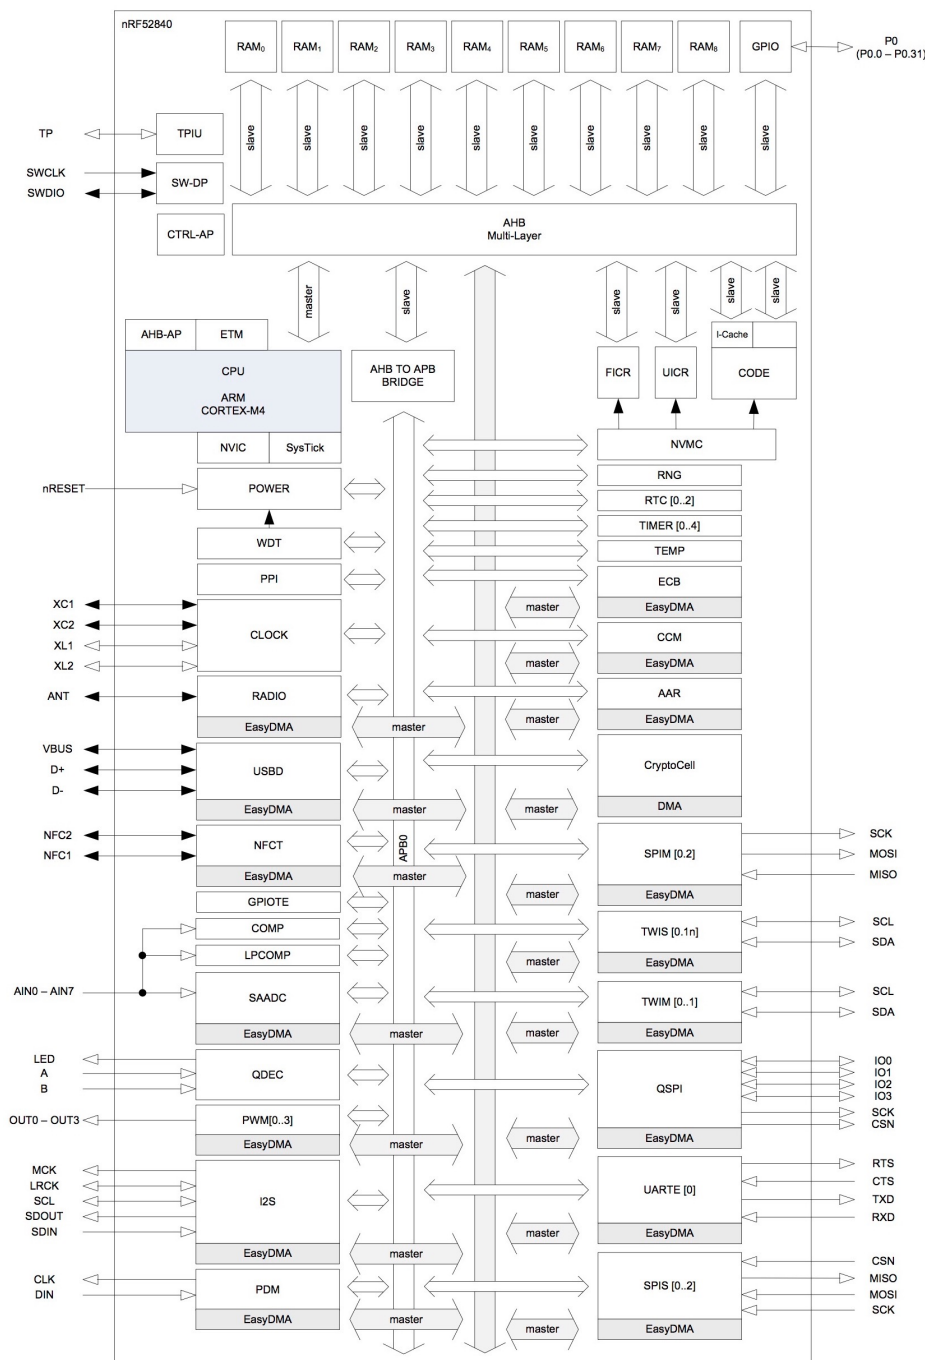 nRF52840
RAM0
RAM1
RAM2
RAM3
RAM4
RAM5
RAM6
RAM7
RAM8
GPIO
P0
(P0.0 – P0.31)
slave
slave
slave
slave
slave
slave
slave
slave
slave
slave
TP
TPIU
SWCLK
SWDIO
SW-DP
CTRL-AP
AHB
Multi-Layer
master
slave
slave
slave
slave
slave
AHB-AP
ETM
CPU
ARM
CORTEX-M4
NVIC
SysTick
AHB TO APB
BRIDGE
FICR
UICR
I-Cache
CODE
NVMC
nRESET
POWER
RNG
RTC [0..2]
WDT
TIMER [0..4]
TEMP
PPI
ECB
EasyDMA
master
XC1
XC2
XL1
XL2
CLOCK
CCM
EasyDMA
master
ANT
RADIO
EasyDMA
master
AAR
EasyDMA
master
VBUS
D+
D-
USBD
EasyDMA
master
CryptoCell
DMA
master
NFC2
NFC1
NFCT
EasyDMA
master
APB0
SPIM [0.2]
EasyDMA
master
SCK
MOSI
MISO
GPIOTE
COMP
LPCOMP
TWIS [0.1n]
EasyDMA
master
SCL
SDA
AIN0 – AIN7
SAADC
EasyDMA
master
TWIM [0..1]
EasyDMA
master
SCL
SDA
LED
A
B
QDEC
QSPI
EasyDMA
master
IO0
IO1
IO2
IO3
SCK
CSN
OUT0 – OUT3
PWM[0..3]
EasyDMA
master
MCK
LRCK
SCL
SDOUT
SDIN
I2S
EasyDMA
master
UARTE [0]
EasyDMA
master
RTS
CTS
TXD
RXD
CLK
DIN
PDM
EasyDMA
master
SPIS [0..2]
EasyDMA
master
CSN
MISO
MOSI
SCK